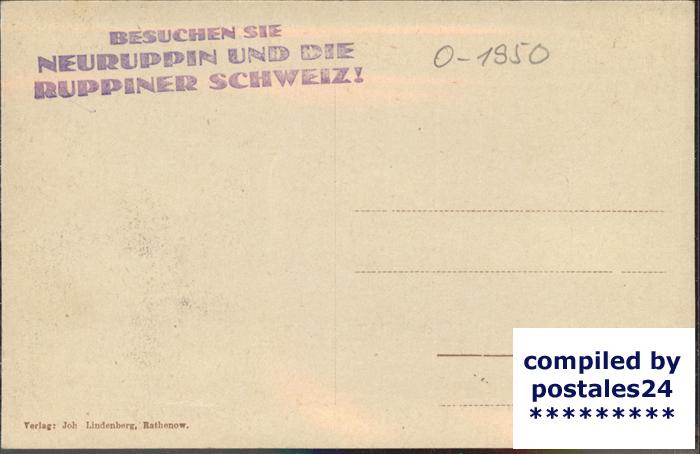 BESUCHEN SIE
NEURUPPIN UND DIE
RUPPINER SCHWEIZ!
O-1950
Verlag: Joh Lindenberg, Rathenow.
compiled by
postales24
*********